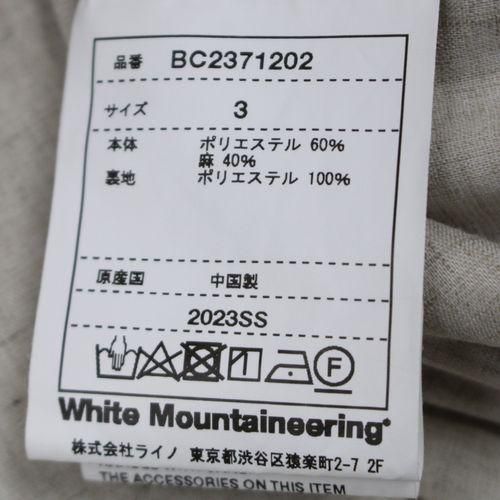 品番 BC2371202
サイズ 3
本体 ポリエステル 60%
麻 40%
裏地 ポリエステル 100%
原産国 中国製
2023SS
F
White Mountaineering®
株式会社ライノ 東京都渋谷区猿楽町2-7 2F
THE ACCESSORIES ON THIS ITEM